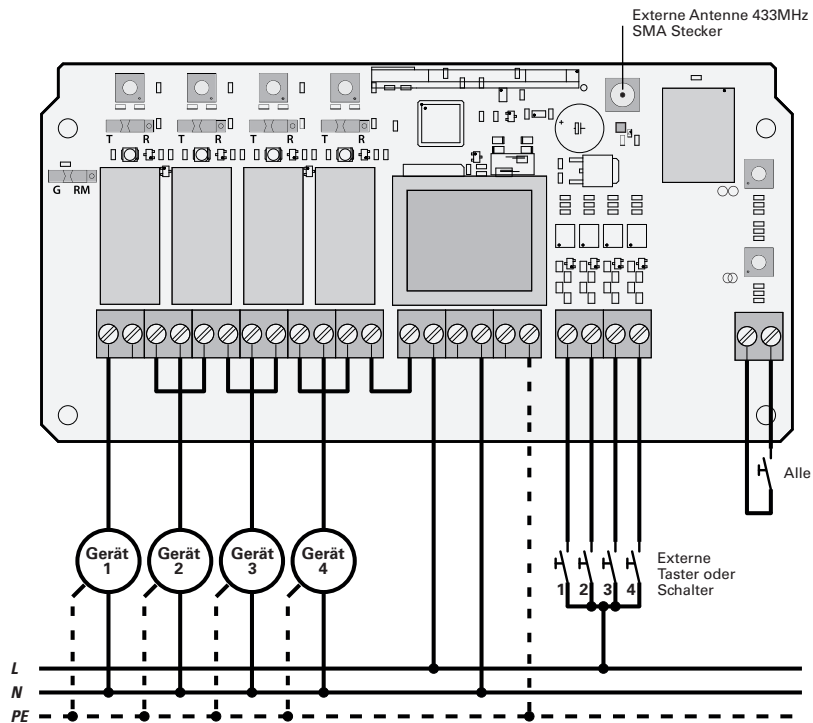 Externe Antenne 433MHz
SMA Stecker
T R T R T R T R
G RM
Alle
Gerät
1
Gerät
2
Gerät
3
Gerät
4
1 2 3 4
Externe
Taster oder
Schalter
L
N
PE